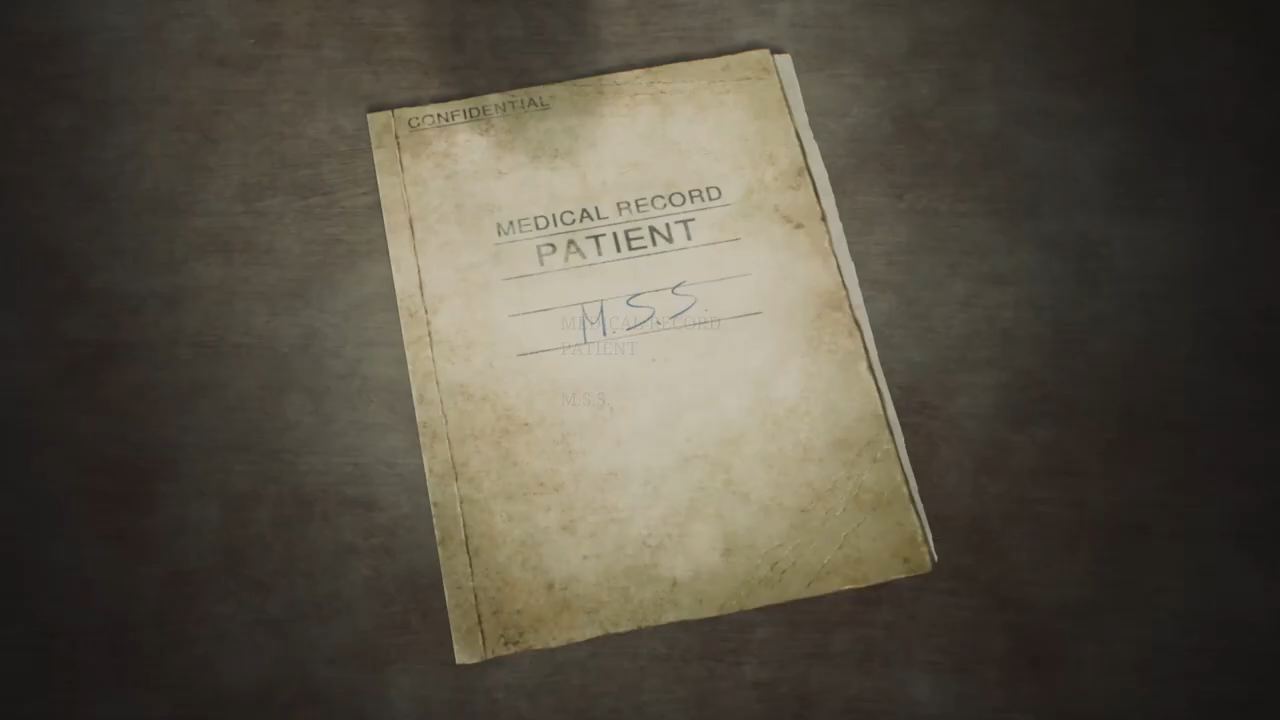 CONFIDENTIAL
MEDICAL RECORD
PATIENT
M.S.S.
MEDICAL RECORD
PATIENT
M.S.S.